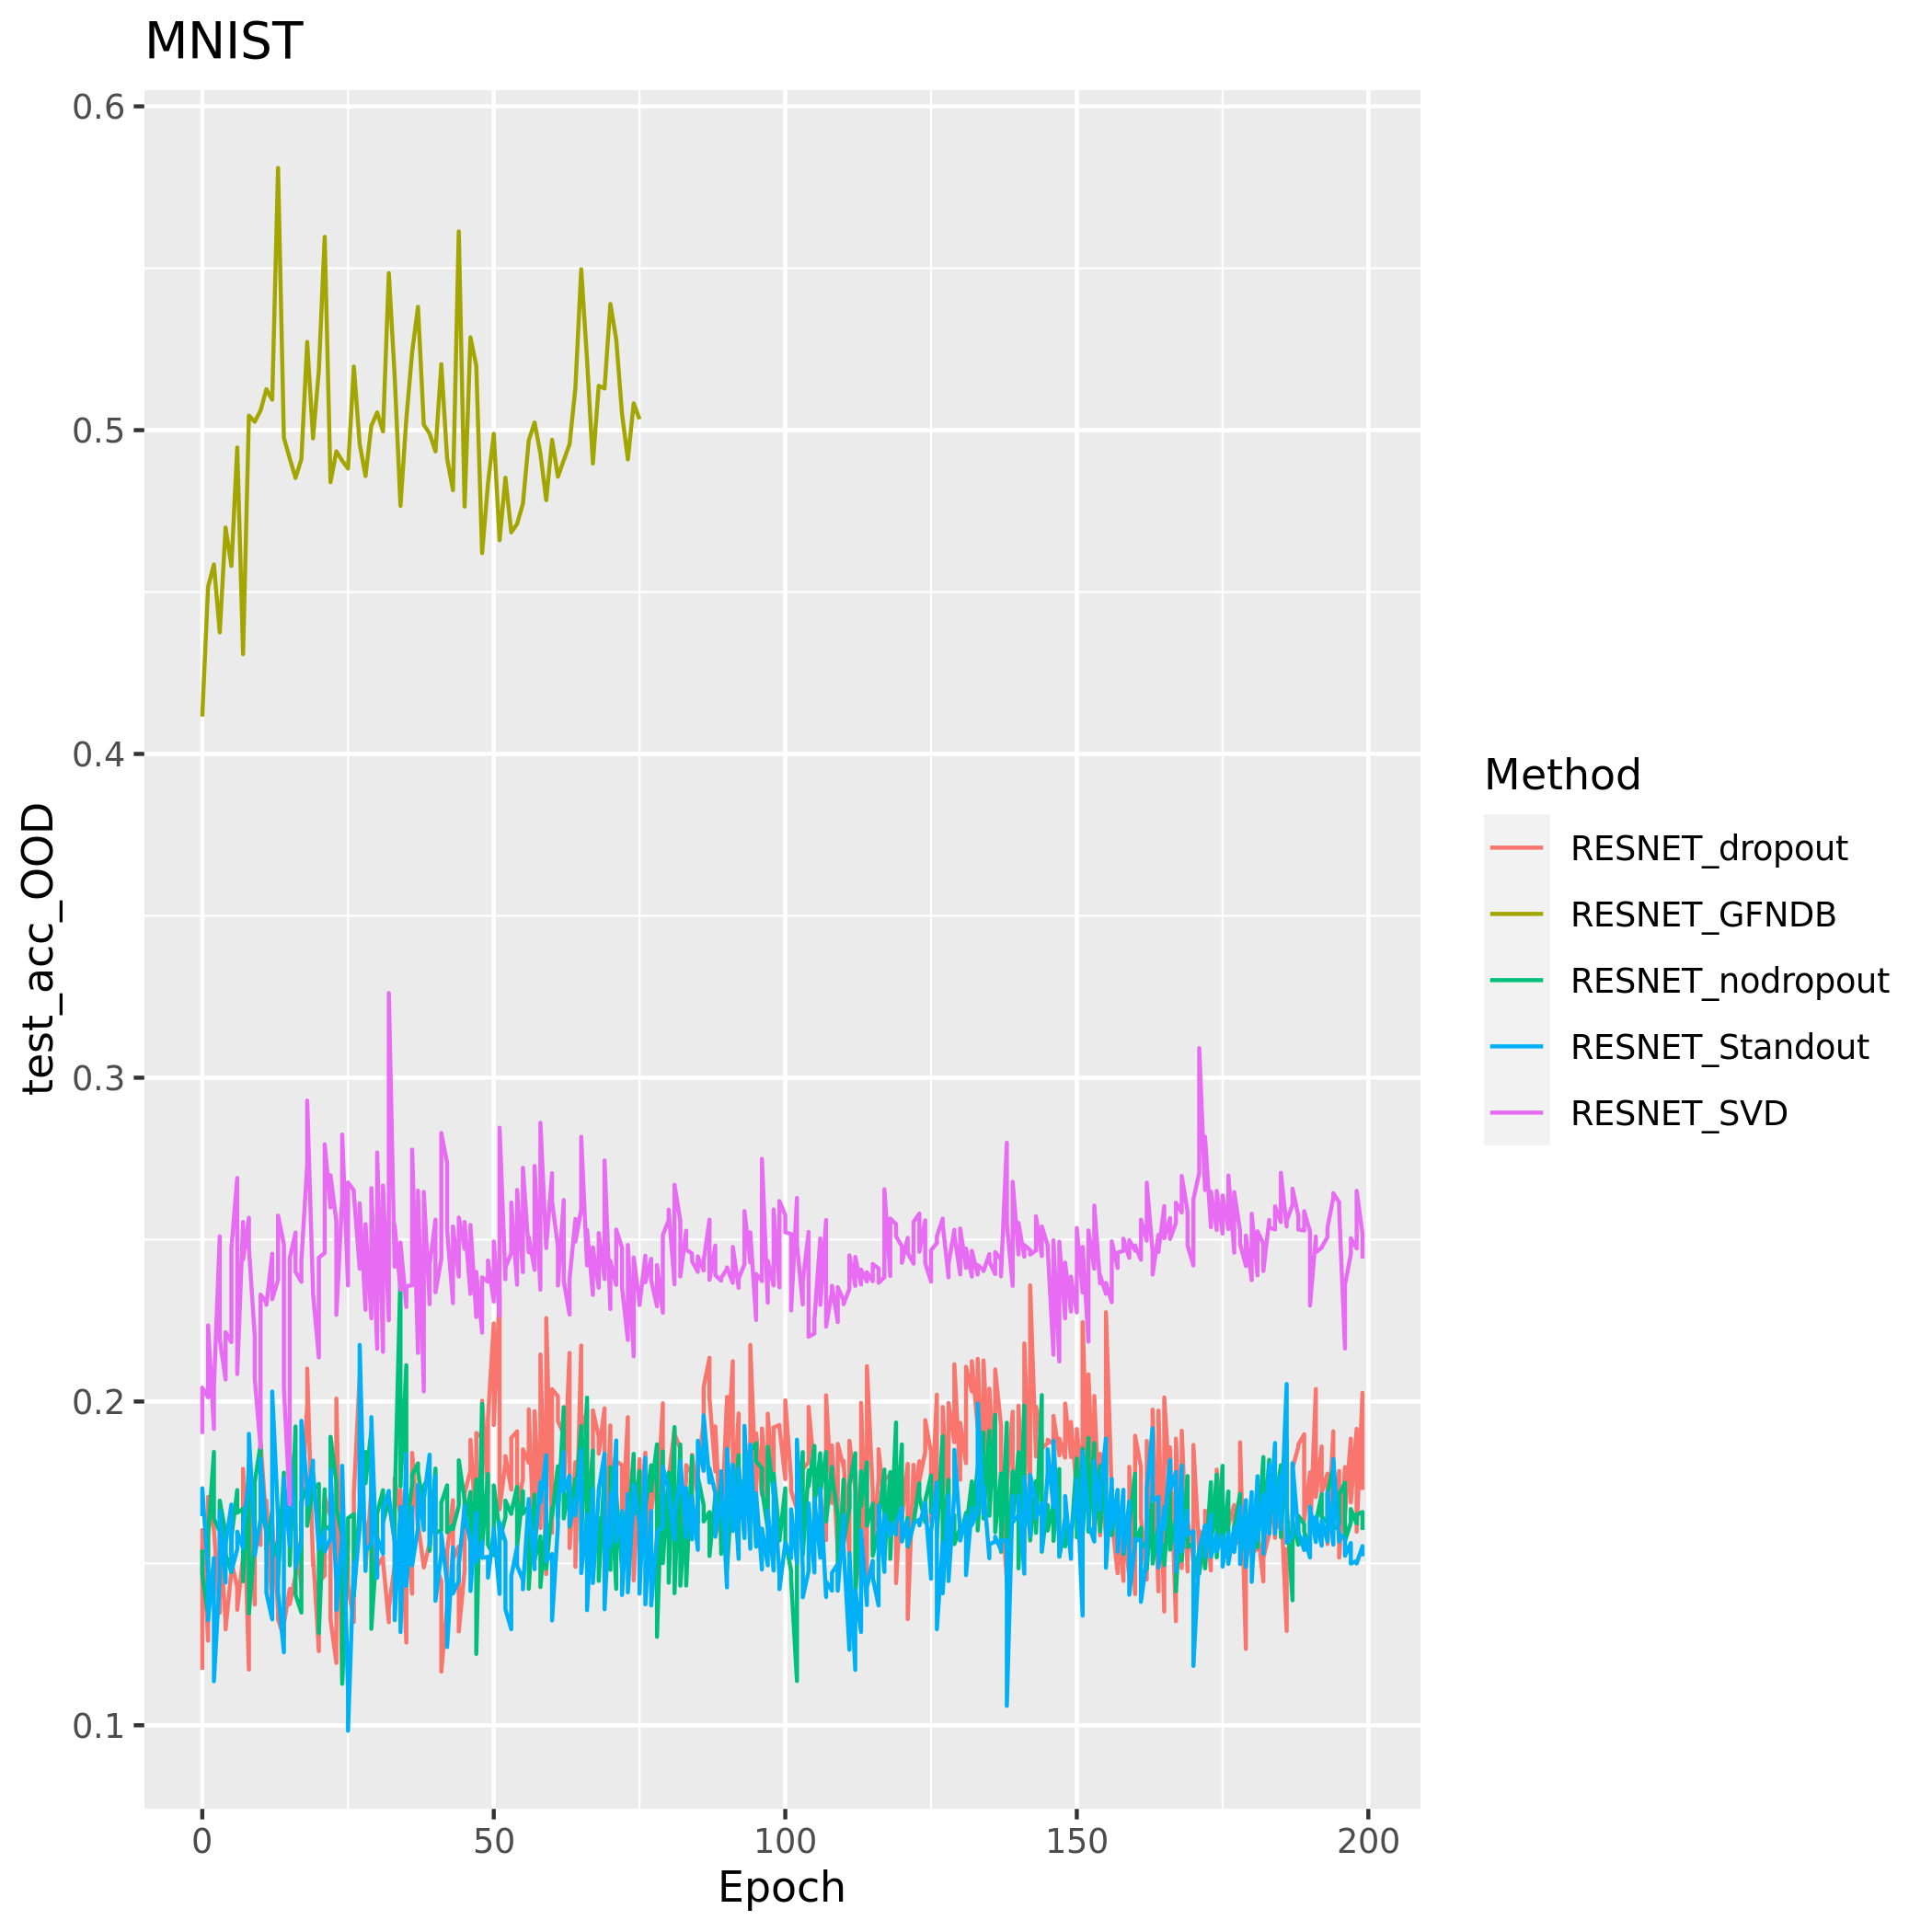 MNIST
0.6
0.5
0.4
0.3
0.2
0.1
test_acc_OOD
0
50
100
150
200
Epoch
Method
RESNET_dropout
RESNET_GFNDB
RESNET_nodropout
RESNET_Standout
RESNET_SVD